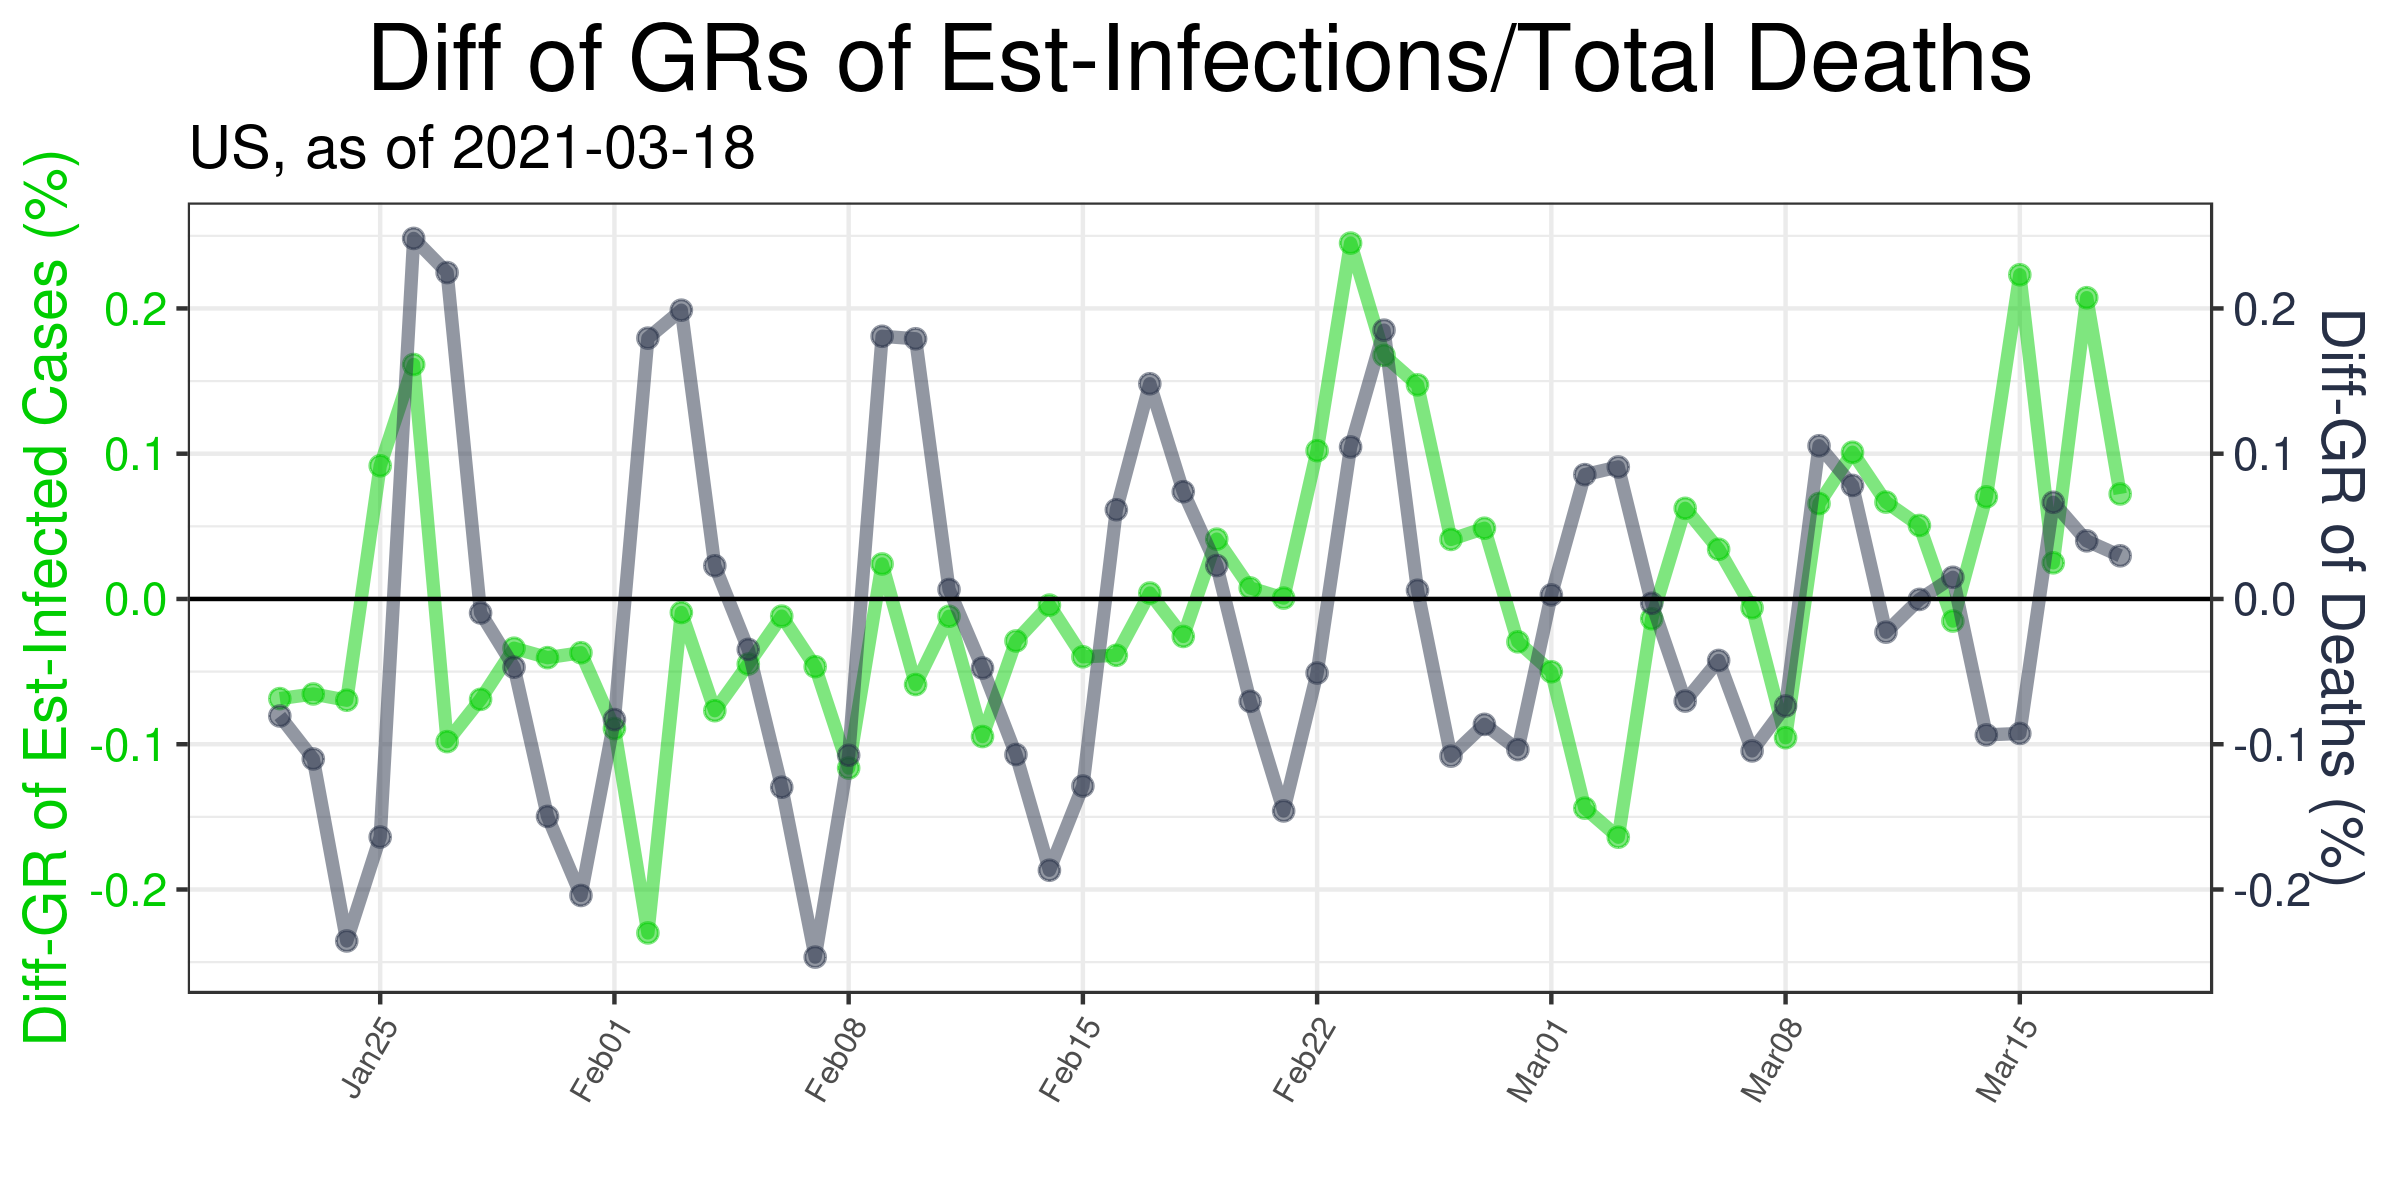 Diff of GRs of Est-Infections/Total Deaths
US, as of 2021-03-18
Diff-GR of Est-Infected Cases (%)
0.2
0.1
0.0
-0.1
-0.2
0.2
0.1
0.0
-0.1
-0.2
Diff-GR of Deaths (%)
Jan25
Feb01
Feb08
Feb15
Feb22
Mar01
Mar08
Mar15